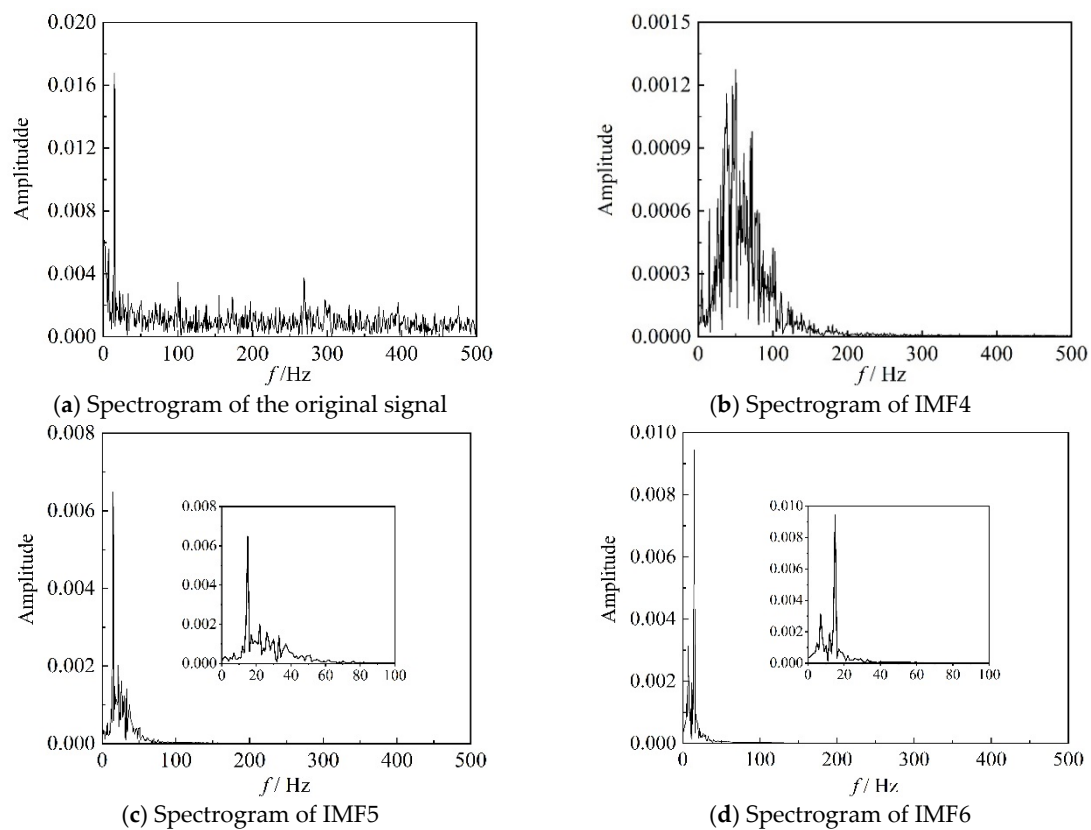 0.020
0.016
0.012
0.008
0.004
0.000
Amplitudde
0 100 200 300 400 500
f /Hz
(a) Spectrogram of the original signal
0.0015
0.0012
0.0009
0.0006
0.0003
0.0000
Amplitude
0 100 200 300 400 500
f / Hz
(b) Spectrogram of IMF4
0.008
0.006
0.004
0.002
0.000
Amplitude
0 100 200 300 400 500
f / Hz
0.008
0.006
0.004
0.002
0.000
0 20 40 60 80 100
(c) Spectrogram of IMF5
0.010
0.008
0.006
0.004
0.002
0.000
Amplitude
0 100 200 300 400 500
f / Hz
0.010
0.008
0.006
0.004
0.002
0.000
0 20 40 60 80 100
(d) Spectrogram of IMF6